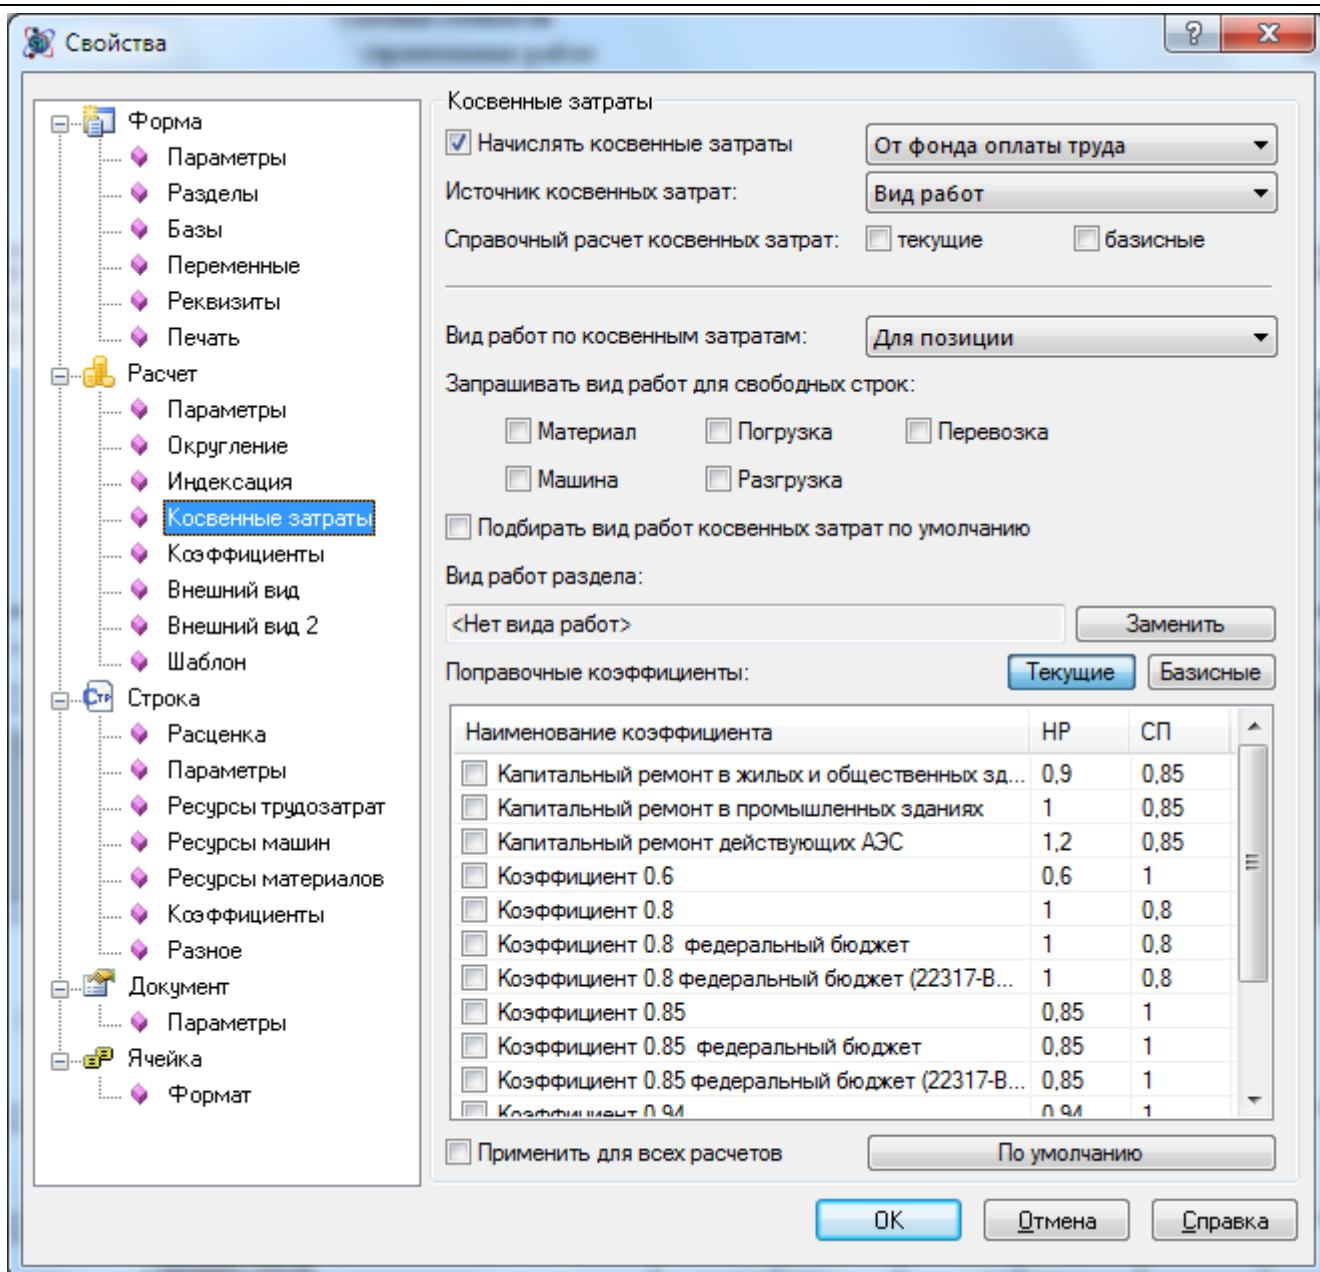 Свойства
Форма
Параметры
Разделы
Базы
Переменные
Реквизиты
Печать
Расчет
Параметры
Округление
Индексация
Косвенные затраты
Коэффициенты
Внешний вид
Внешний вид 2
Шаблон
Стр Строка
Расценка
Параметры
Ресурсы трудозатрат
Ресурсы машин
Ресурсы материалов
Коэффициенты
Разное
Документ
Параметры
Ячейка
Формат
Косвенные затраты
Начислять косвенные затраты От фонда оплаты труда
Источник косвенных затрат: Вид работ
Справочный расчет косвенных затрат: текущие базисные
Вид работ по косвенным затратам: Для позиции
Запрашивать вид работ для свободных строк:
Материал Погрузка Перевозка
Машина Разгрузка
Подбирать вид работ косвенных затрат по умолчанию
Вид работ раздела:
<Нет вида работ> Заменить
Поправочные коэффициенты: Текущие Базисные
Наименование коэффициента НР СП
Капитальный ремонт в жилых и общественных зд... 0,9 0,85
Капитальный ремонт в промышленных зданиях 1 0,85
Капитальный ремонт действующих АЭС 1,2 0,85
Коэффициент 0.6 0,6 1
Коэффициент 0.8 1 0,8
Коэффициент 0.8 федеральный бюджет 1 0,8
Коэффициент 0.8 федеральный бюджет (22317-В... 1 0,8
Коэффициент 0.85 0,85 1
Коэффициент 0.85 федеральный бюджет 0,85 1
Коэффициент 0.85 федеральный бюджет (22317-В... 0,85 1
Коэффициент 0.94 0,94 1
Применить для всех расчетов По умолчанию
ОК Отмена Справка